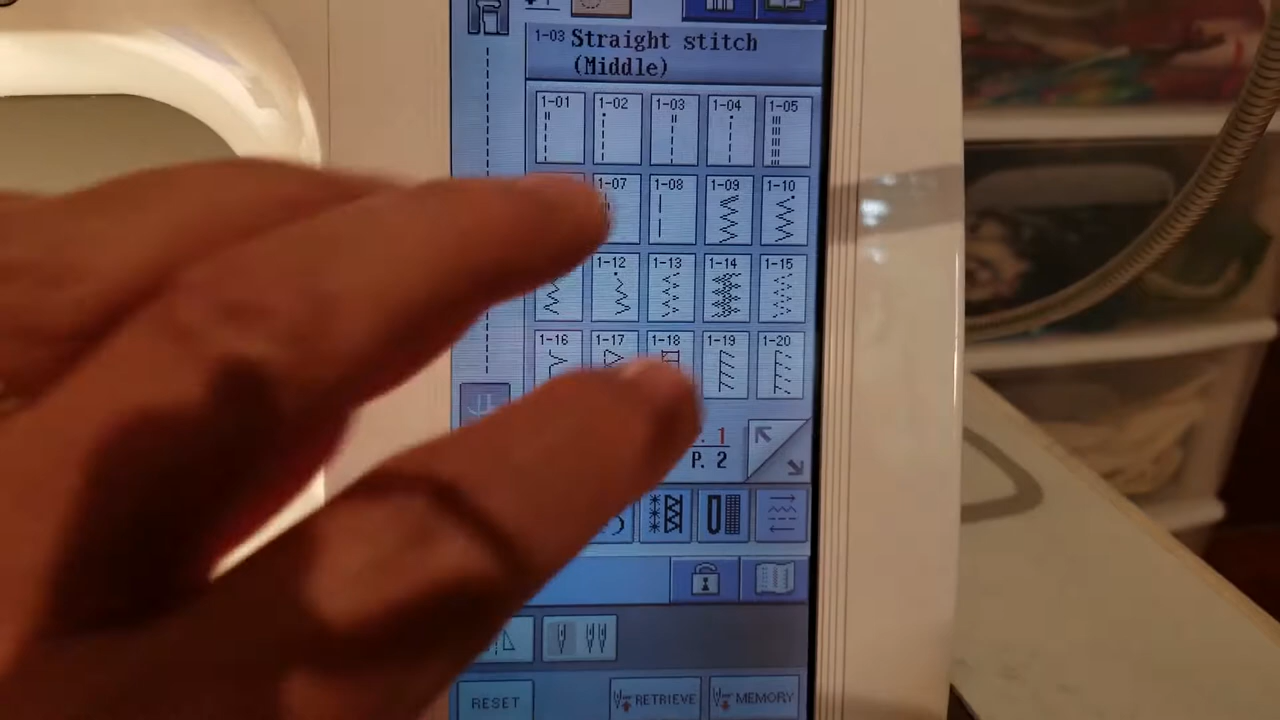 1-03 Straight stitch
(Middle)
1-01 1-02 1-03 1-04 1-05
1-07 1-08 1-09 1-10
1-12 1-13 1-14 1-15
1-16 1-17 1-18 1-19 1-20
. 1
P. 2
RESET RETRIEVE MEMORY